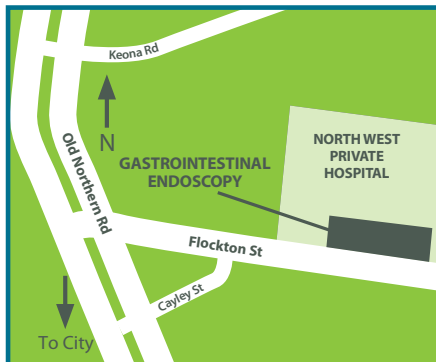 Keona Rd
N
Old Northern Rd
GASTROINTESTINAL
ENDOSCOPY
NORTH WEST
PRIVATE
HOSPITAL
Flockton St
Cayley St
To City